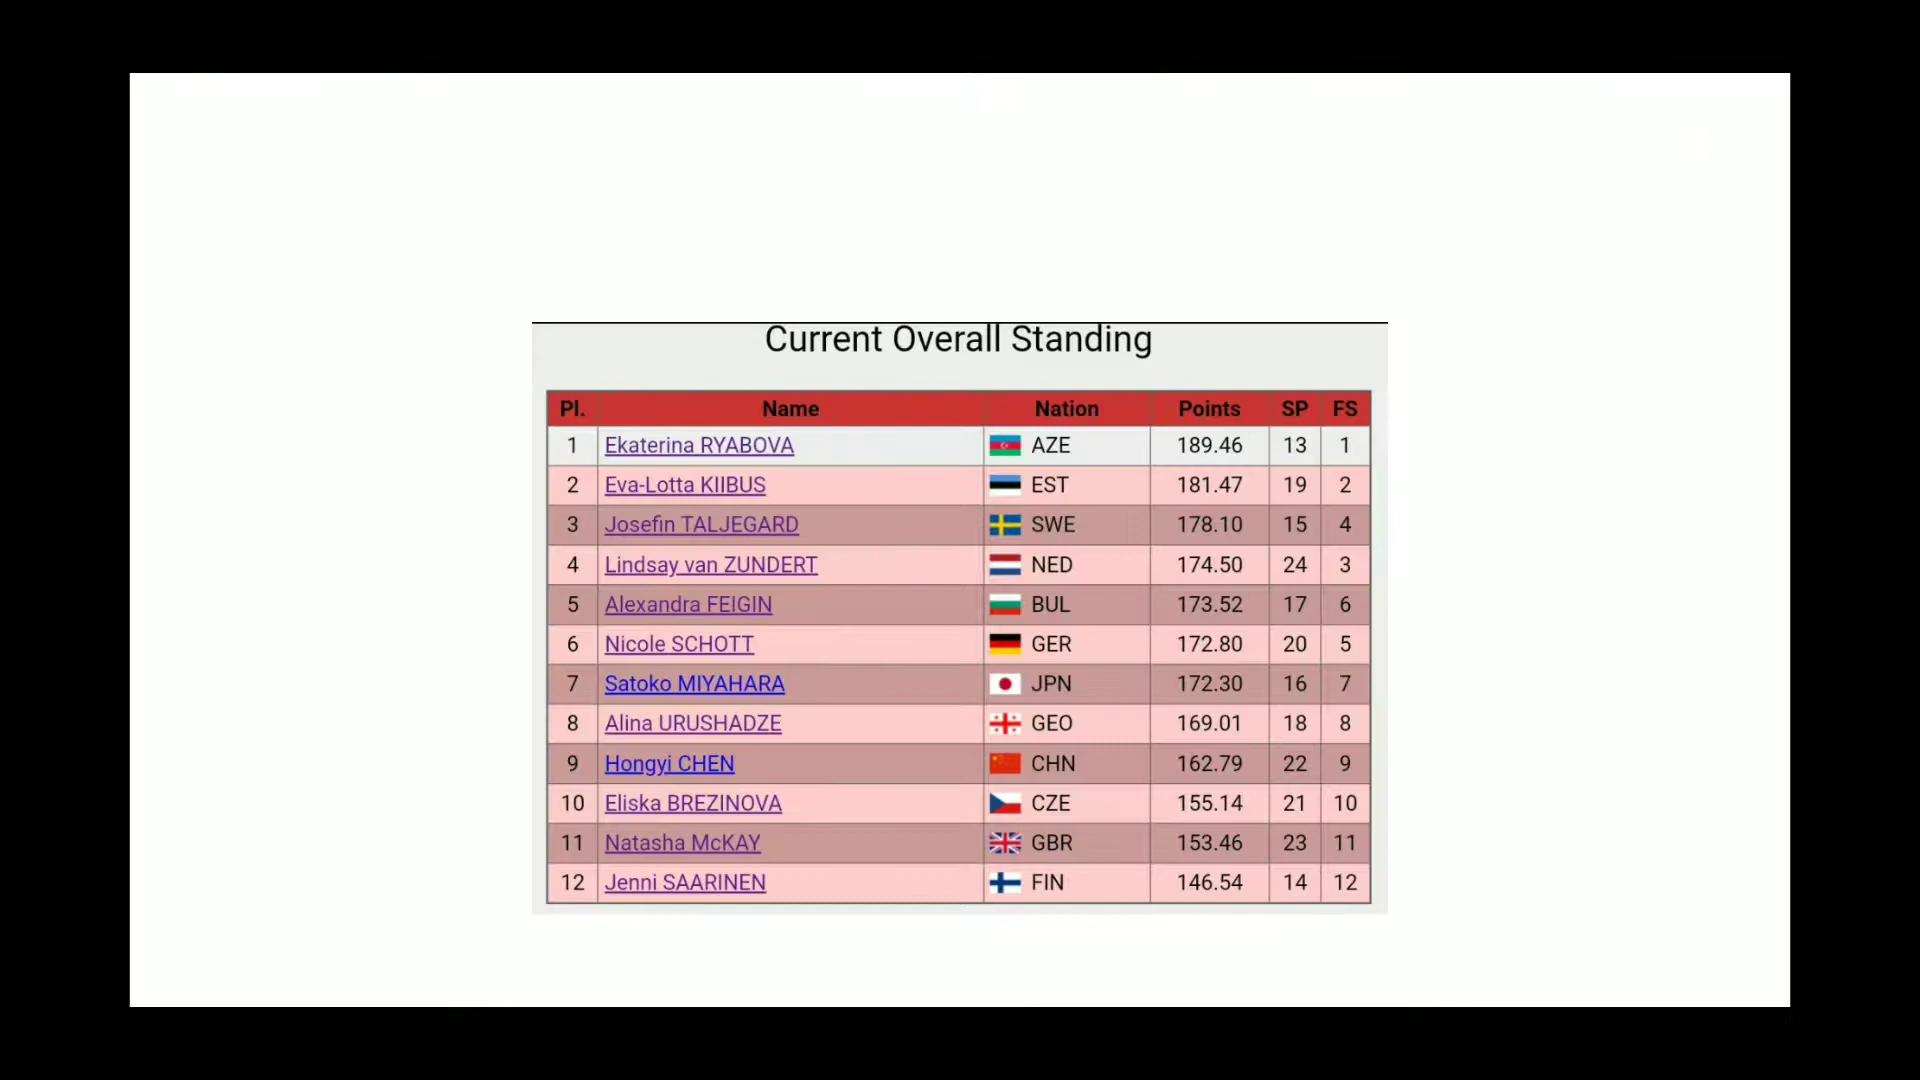 Current Overall Standing
Pl. Name Nation Points SP FS
1 Ekaterina RYABOVA AZE 189.46 13 1
2 Eva-Lotta KIIBUS EST 181.47 19 2
3 Josefin TALJEGARD SWE 178.10 15 4
4 Lindsay van ZUNDERT NED 174.50 24 3
5 Alexandra FEIGIN BUL 173.52 17 6
6 Nicole SCHOTT GER 172.80 20 5
7 Satoko MIYAHARA JPN 172.30 16 7
8 Alina URUSHADZE GEO 169.01 18 8
9 Hongyi CHEN CHN 162.79 22 9
10 Eliska BREZINOVA CZE 155.14 21 10
11 Natasha McKAY GBR 153.46 23 11
12 Jenni SAARINEN FIN 146.54 14 12